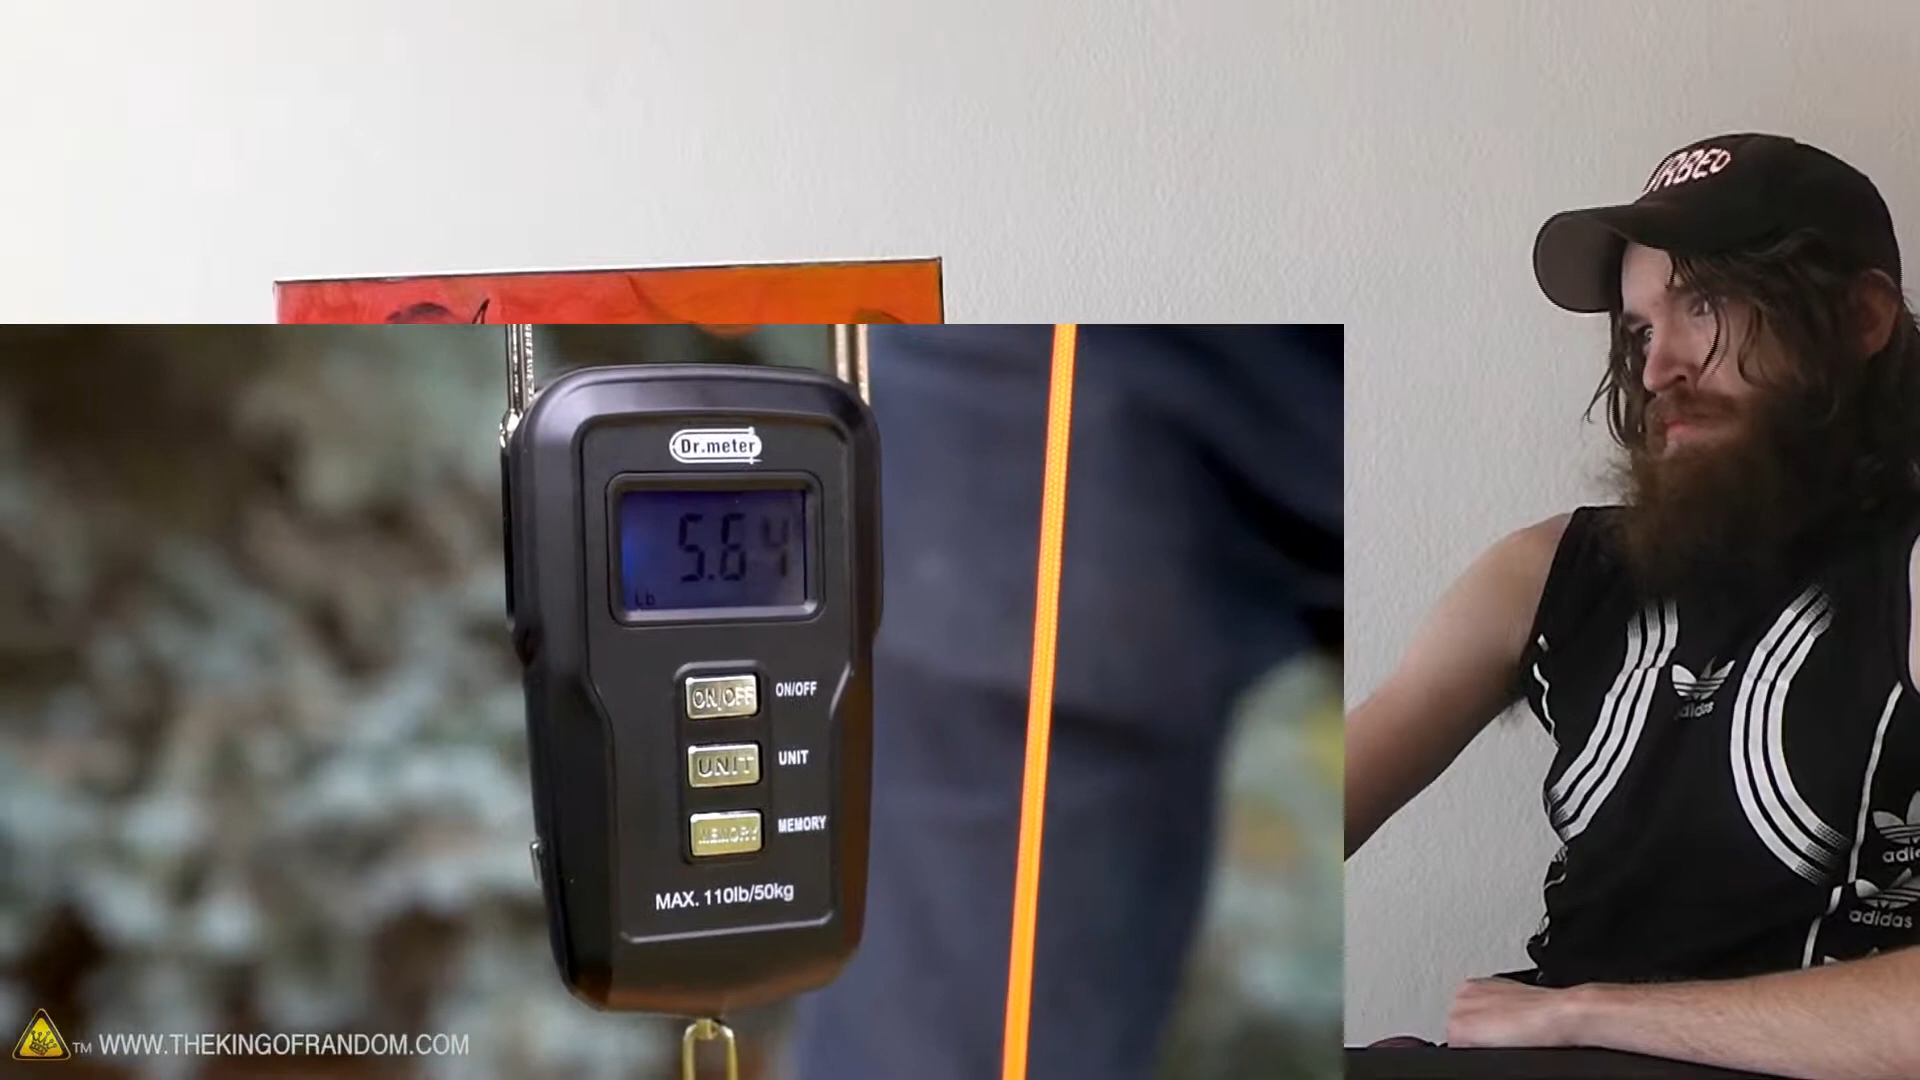 Dr.meter
5.64
Lb
ON/OFF ON/OFF
UNIT UNIT
MEMORY MEMORY
MAX. 110lb/50kg
TM WWW.THEKINGOFRANDOM.COM
adidas
adidas